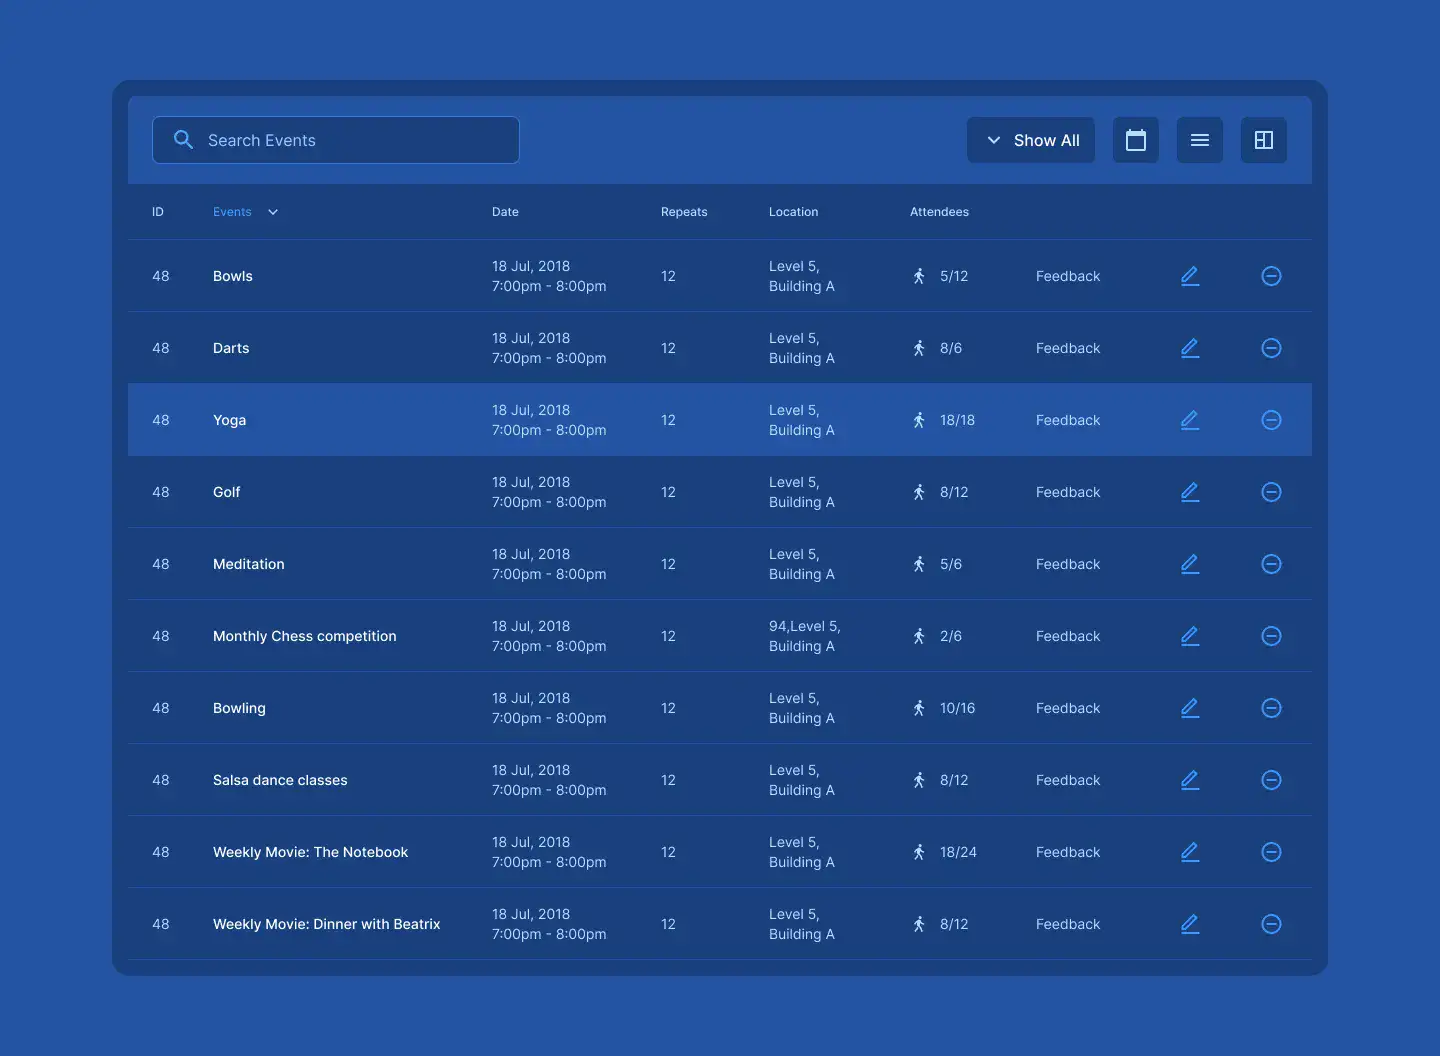 Search Events
Show All
ID Events Date Repeats Location Attendees
48 Bowls 18 Jul, 2018 12 Level 5, 5/12 Feedback
7:00pm - 8:00pm Building A
48 Darts 18 Jul, 2018 12 Level 5, 8/6 Feedback
7:00pm - 8:00pm Building A
48 Yoga 18 Jul, 2018 12 Level 5, 18/18 Feedback
7:00pm - 8:00pm Building A
48 Golf 18 Jul, 2018 12 Level 5, 8/12 Feedback
7:00pm - 8:00pm Building A
48 Meditation 18 Jul, 2018 12 Level 5, 5/6 Feedback
7:00pm - 8:00pm Building A
48 Monthly Chess competition 18 Jul, 2018 12 94,Level 5, 2/6 Feedback
7:00pm - 8:00pm Building A
48 Bowling 18 Jul, 2018 12 Level 5, 10/16 Feedback
7:00pm - 8:00pm Building A
48 Salsa dance classes 18 Jul, 2018 12 Level 5, 8/12 Feedback
7:00pm - 8:00pm Building A
48 Weekly Movie: The Notebook 18 Jul, 2018 12 Level 5, 18/24 Feedback
7:00pm - 8:00pm Building A
48 Weekly Movie: Dinner with Beatrix 18 Jul, 2018 12 Level 5, 8/12 Feedback
7:00pm - 8:00pm Building A